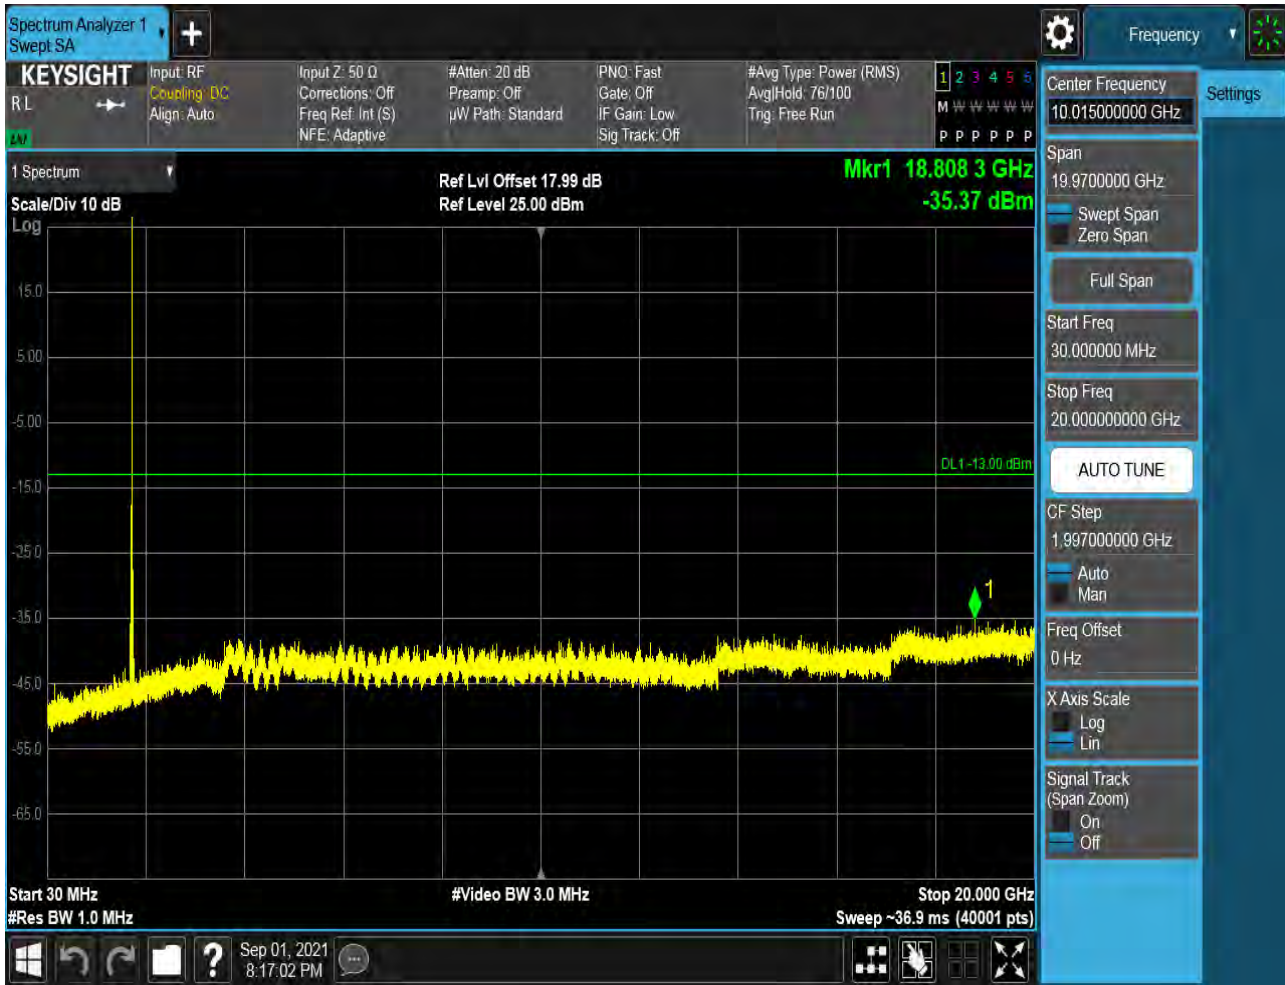 Spectrum Analyzer 1
Swept SA
Frequency
KEYSIGHT
R L
Input: RF
Coupling: DC
Align: Auto
Input Z: 50 Ω
Corrections: Off
Freq Ref: Int (S)
NFE: Adaptive
#Atten: 20 dB
Preamp: Off
µW Path: Standard
PNO: Fast
Gate: Off
IF Gain: Low
Sig Track: Off
#Avg Type: Power (RMS)
Avg|Hold: 76/100
Trig: Free Run
1 2 3 4 5 6
M W W W W W
P P P P P P
1 Spectrum
Scale/Div 10 dB
Log
Ref Lvl Offset 17.99 dB
Ref Level 25.00 dBm
Mkr1 18.808 3 GHz
-35.37 dBm
15.0
5.00
-5.00
-15.0
-25.0
-35.0
-45.0
-55.0
-65.0
DL1 -13.00 dBm
1
Start 30 MHz
#Res BW 1.0 MHz
#Video BW 3.0 MHz
Stop 20.000 GHz
Sweep ~36.9 ms (40001 pts)
Center Frequency
10.015000000 GHz
Settings
Span
19.9700000 GHz
Swept Span
Zero Span
Full Span
Start Freq
30.000000 MHz
Stop Freq
20.000000000 GHz
AUTO TUNE
CF Step
1.997000000 GHz
Auto
Man
Freq Offset
0 Hz
X Axis Scale
Log
Lin
Signal Track
(Span Zoom)
On
Off
?
Sep 01, 2021
8:17:02 PM